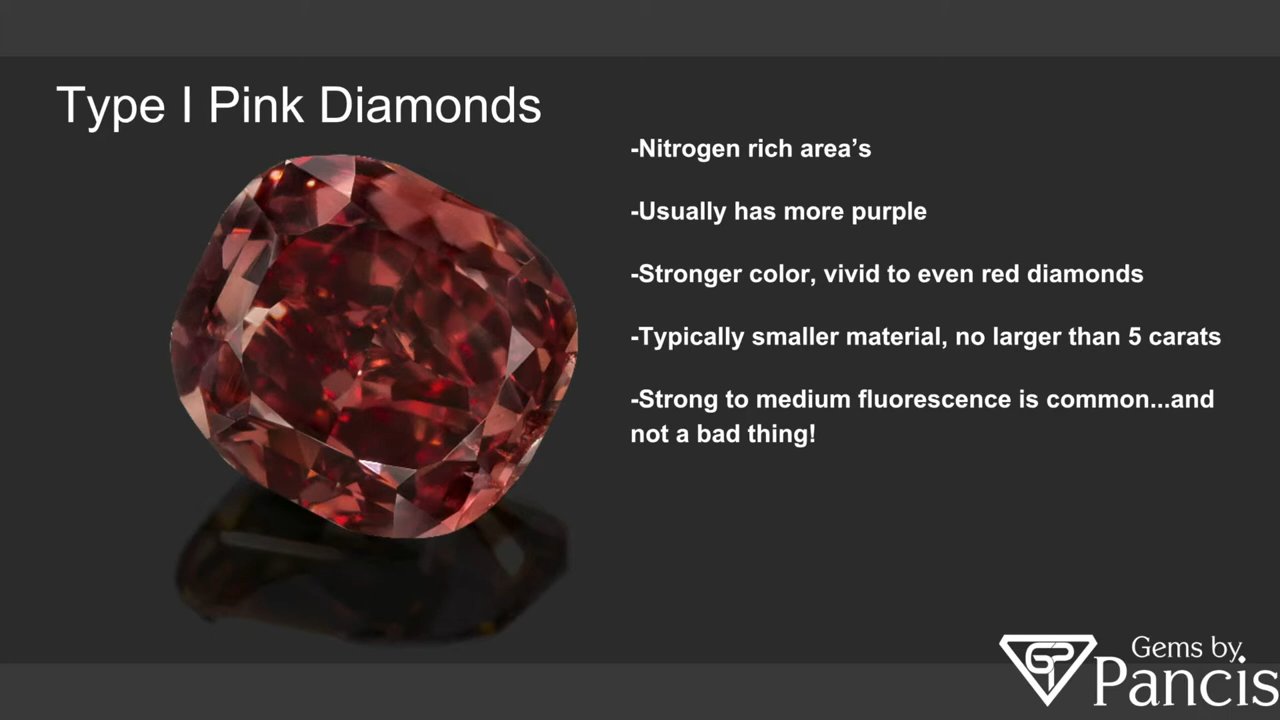 Type I Pink Diamonds
-Nitrogen rich area’s
-Usually has more purple
-Stronger color, vivid to even red diamonds
-Typically smaller material, no larger than 5 carats
-Strong to medium fluorescence is common...and
not a bad thing!
Gems by
Pancis